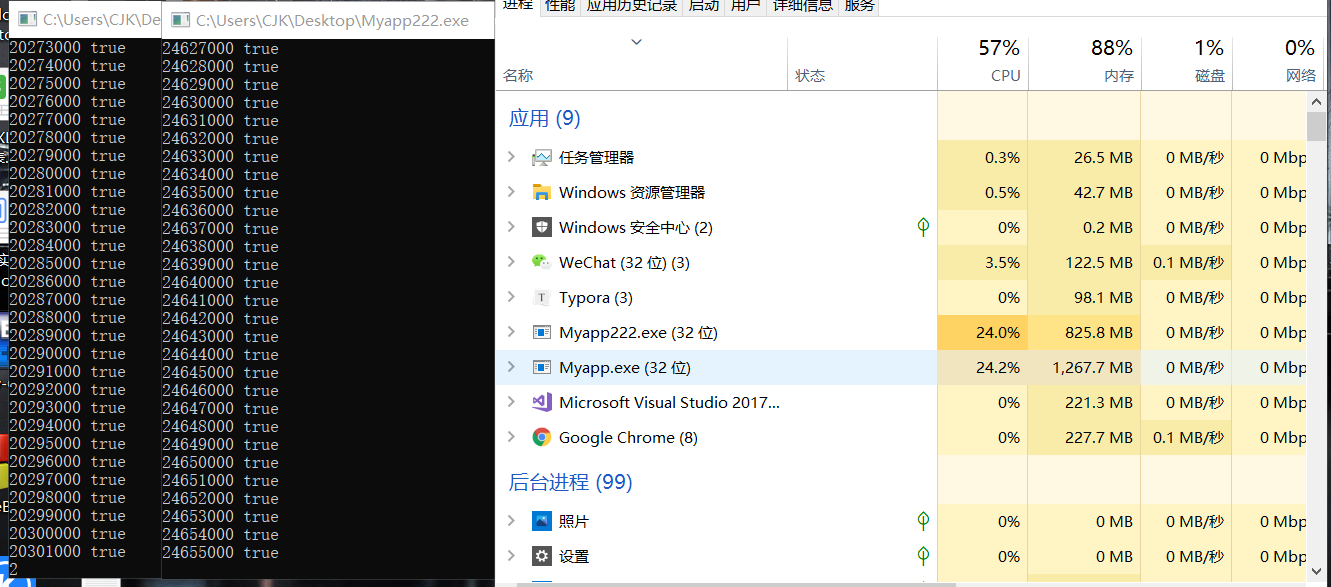 C:\Users\CJK\De
20273000 true
20274000 true
20275000 true
20276000 true
20277000 true
20278000 true
20279000 true
20280000 true
20281000 true
20282000 true
20283000 true
20284000 true
20285000 true
20286000 true
20287000 true
20288000 true
20289000 true
20290000 true
20291000 true
20292000 true
20293000 true
20294000 true
20295000 true
20296000 true
20297000 true
20298000 true
20299000 true
20300000 true
20301000 true
2
C:\Users\CJK\Desktop\Myapp222.exe
24627000 true
24628000 true
24629000 true
24630000 true
24631000 true
24632000 true
24633000 true
24634000 true
24635000 true
24636000 true
24637000 true
24638000 true
24639000 true
24640000 true
24641000 true
24642000 true
24643000 true
24644000 true
24645000 true
24646000 true
24647000 true
24648000 true
24649000 true
24650000 true
24651000 true
24652000 true
24653000 true
24654000 true
24655000 true
进程 性能 应用历史记录 启动 用户 详细信息 服务
57% 88% 1% 0%
名称 状态 CPU 内存 磁盘 网络
应用 (9)
任务管理器 0.3% 26.5 MB 0 MB/秒 0 Mbp
Windows 资源管理器 0.5% 42.7 MB 0 MB/秒 0 Mbp
Windows 安全中心 (2) 0% 0.2 MB 0 MB/秒 0 Mbp
WeChat (32 位) (3) 3.5% 122.5 MB 0.1 MB/秒 0 Mbp
Typora (3) 0% 98.1 MB 0 MB/秒 0 Mbp
Myapp222.exe (32 位) 24.0% 825.8 MB 0 MB/秒 0 Mbp
Myapp.exe (32 位) 24.2% 1,267.7 MB 0 MB/秒 0 Mbp
Microsoft Visual Studio 2017... 0% 221.3 MB 0 MB/秒 0 Mbp
Google Chrome (8) 0% 227.7 MB 0.1 MB/秒 0 Mbp
后台进程 (99)
照片 0% 0 MB 0 MB/秒 0 Mbp
设置 0% 0 MB 0 MB/秒 0 Mbp